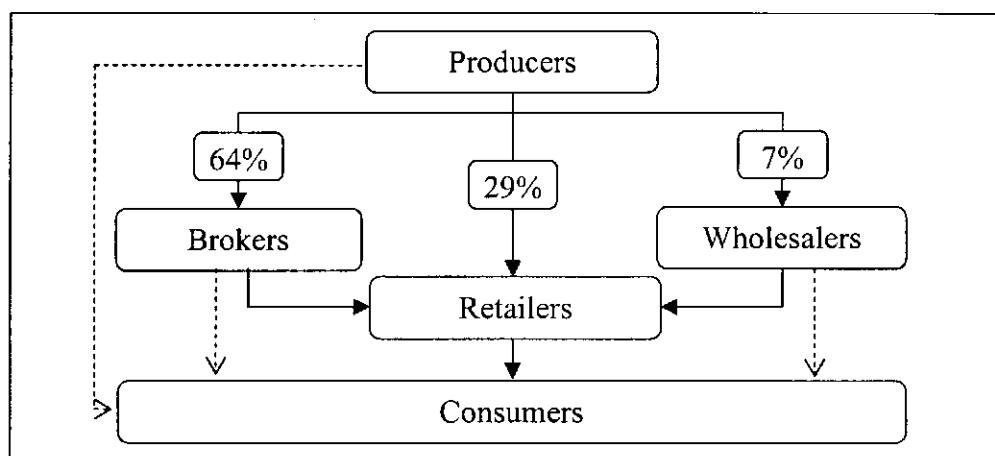 Producers
64%
29%
7%
Brokers
Wholesalers
Retailers
Consumers